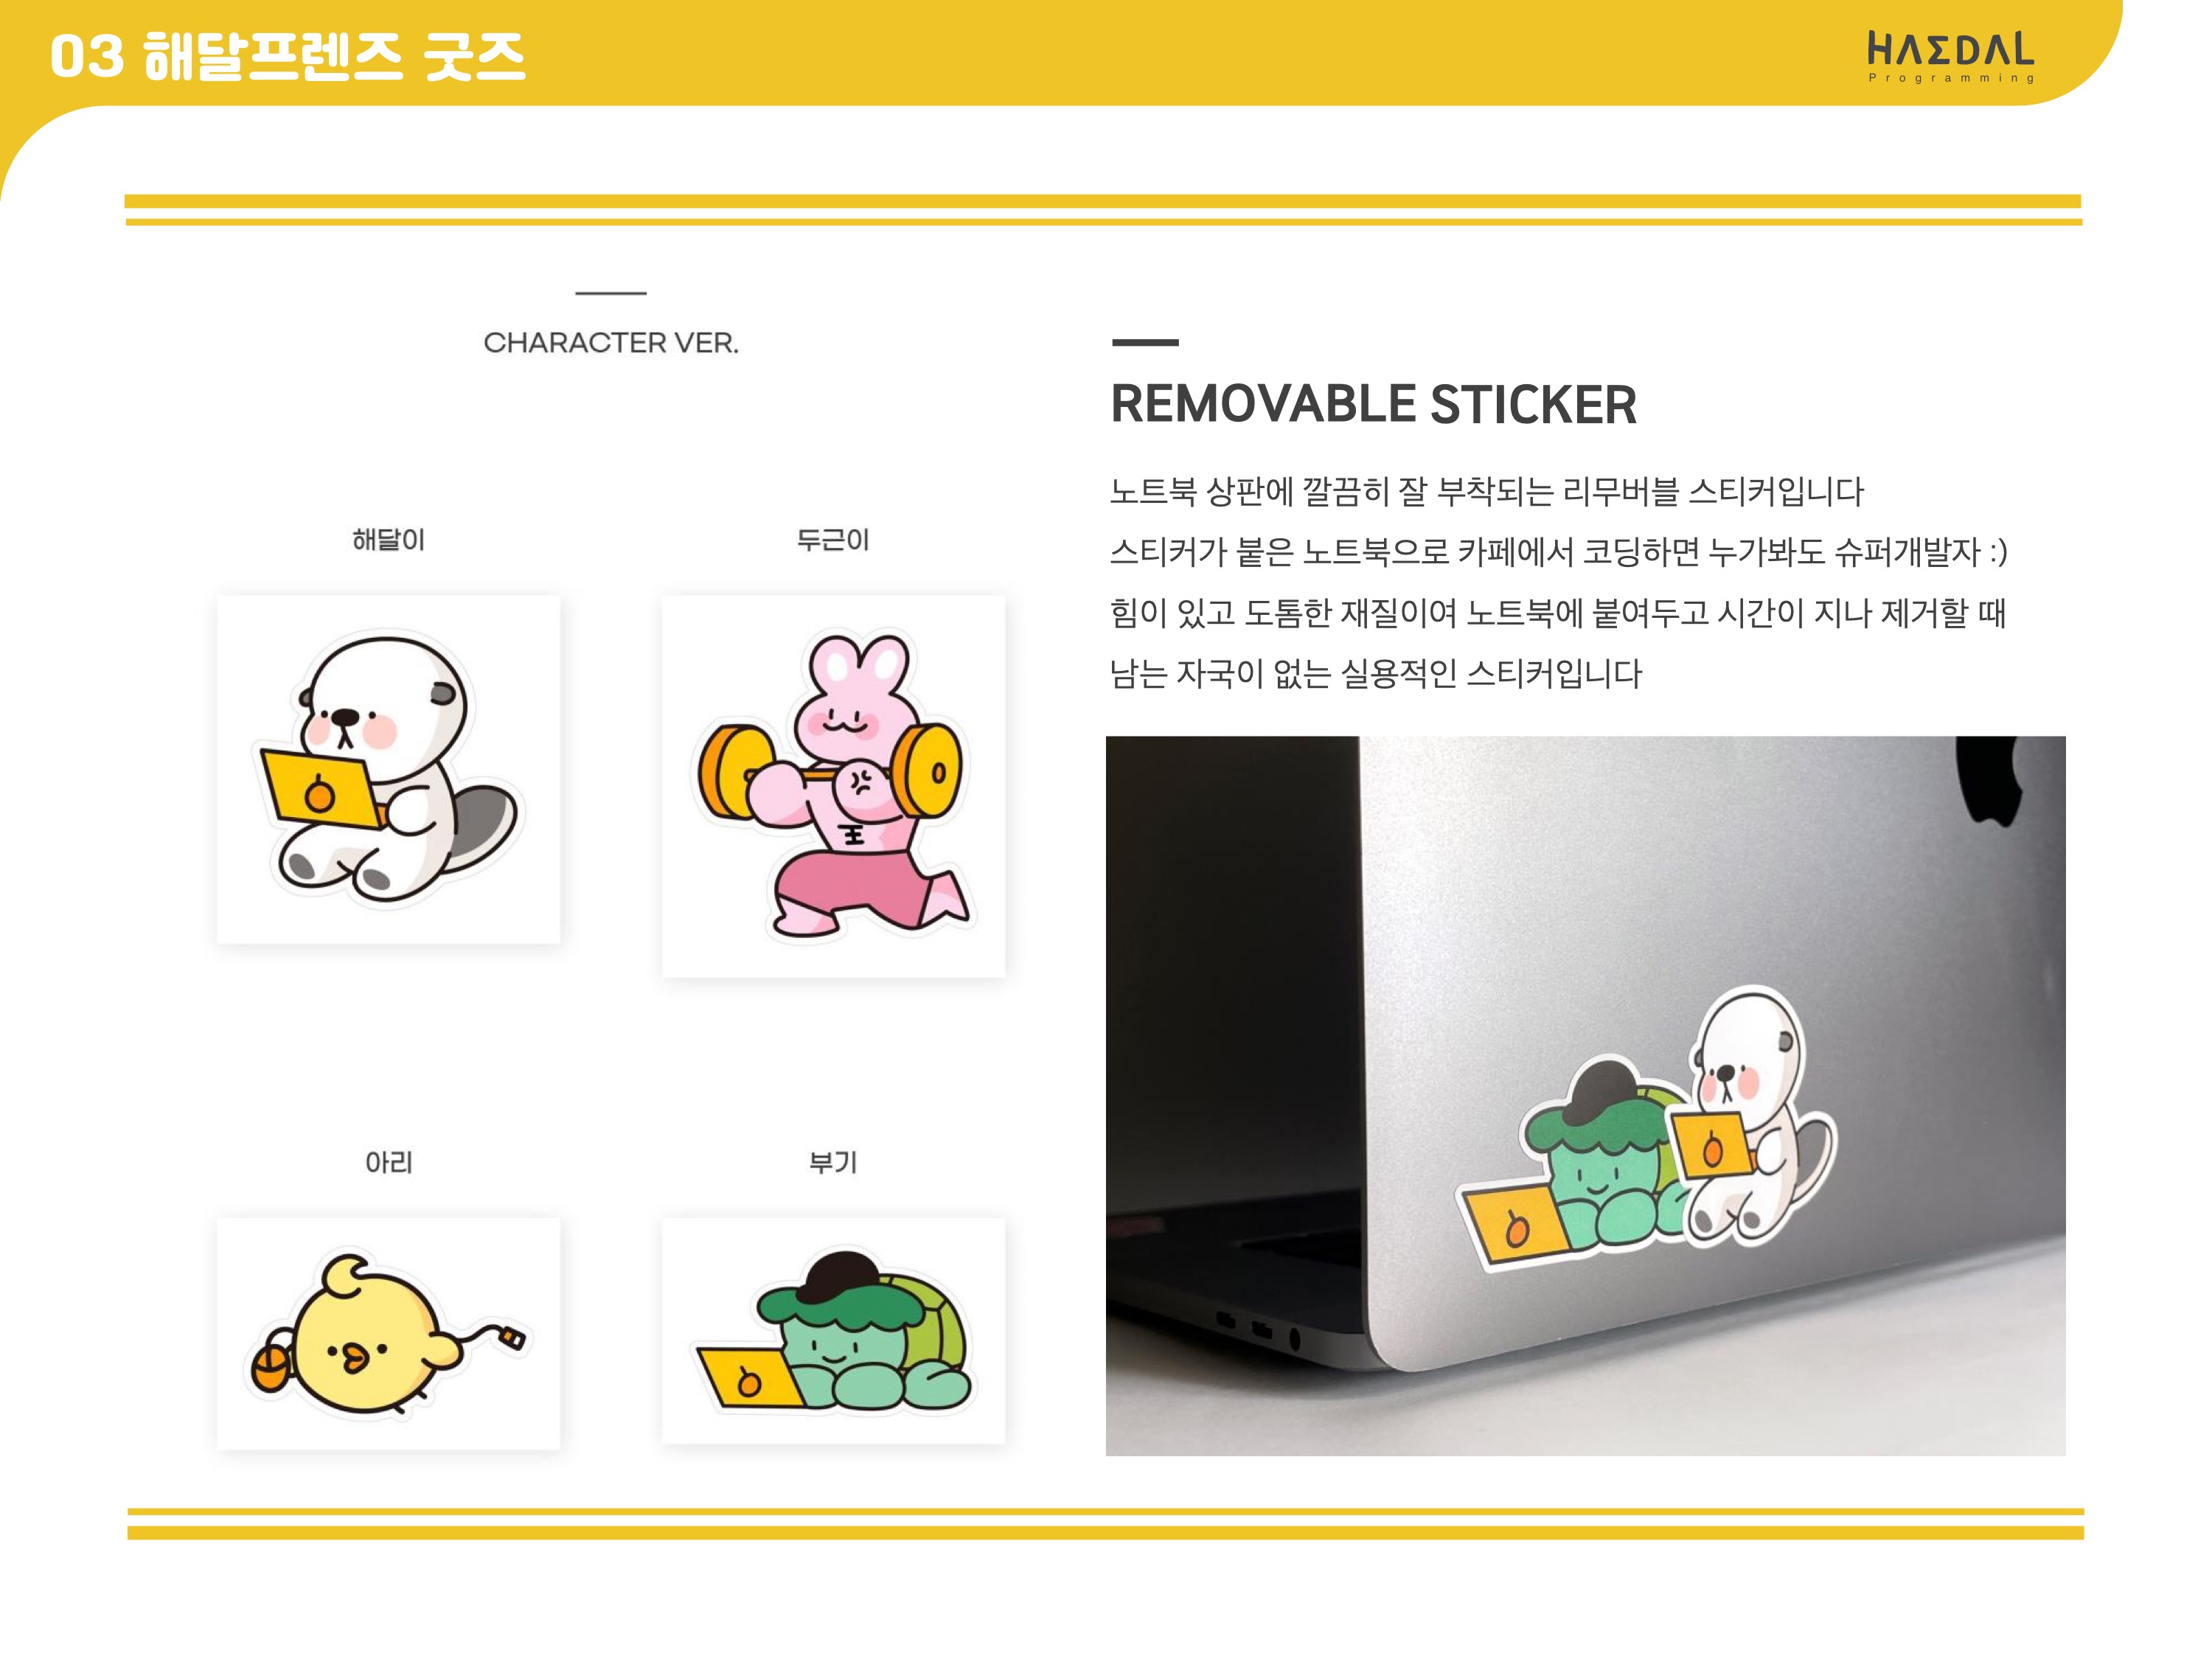 03 해달프렌즈 굿즈
HΛΣDΛL
Programming
CHARACTER VER.
해달이
두근이
王
아리
부기
REMOVABLE STICKER
노트북 상판에 깔끔히 잘 부착되는 리무버블 스티커입니다
스티커가 붙은 노트북으로 카페에서 코딩하면 누가봐도 슈퍼개발자 :)
힘이 있고 도톰한 재질이여 노트북에 붙여두고 시간이 지나 제거할 때
남는 자국이 없는 실용적인 스티커입니다